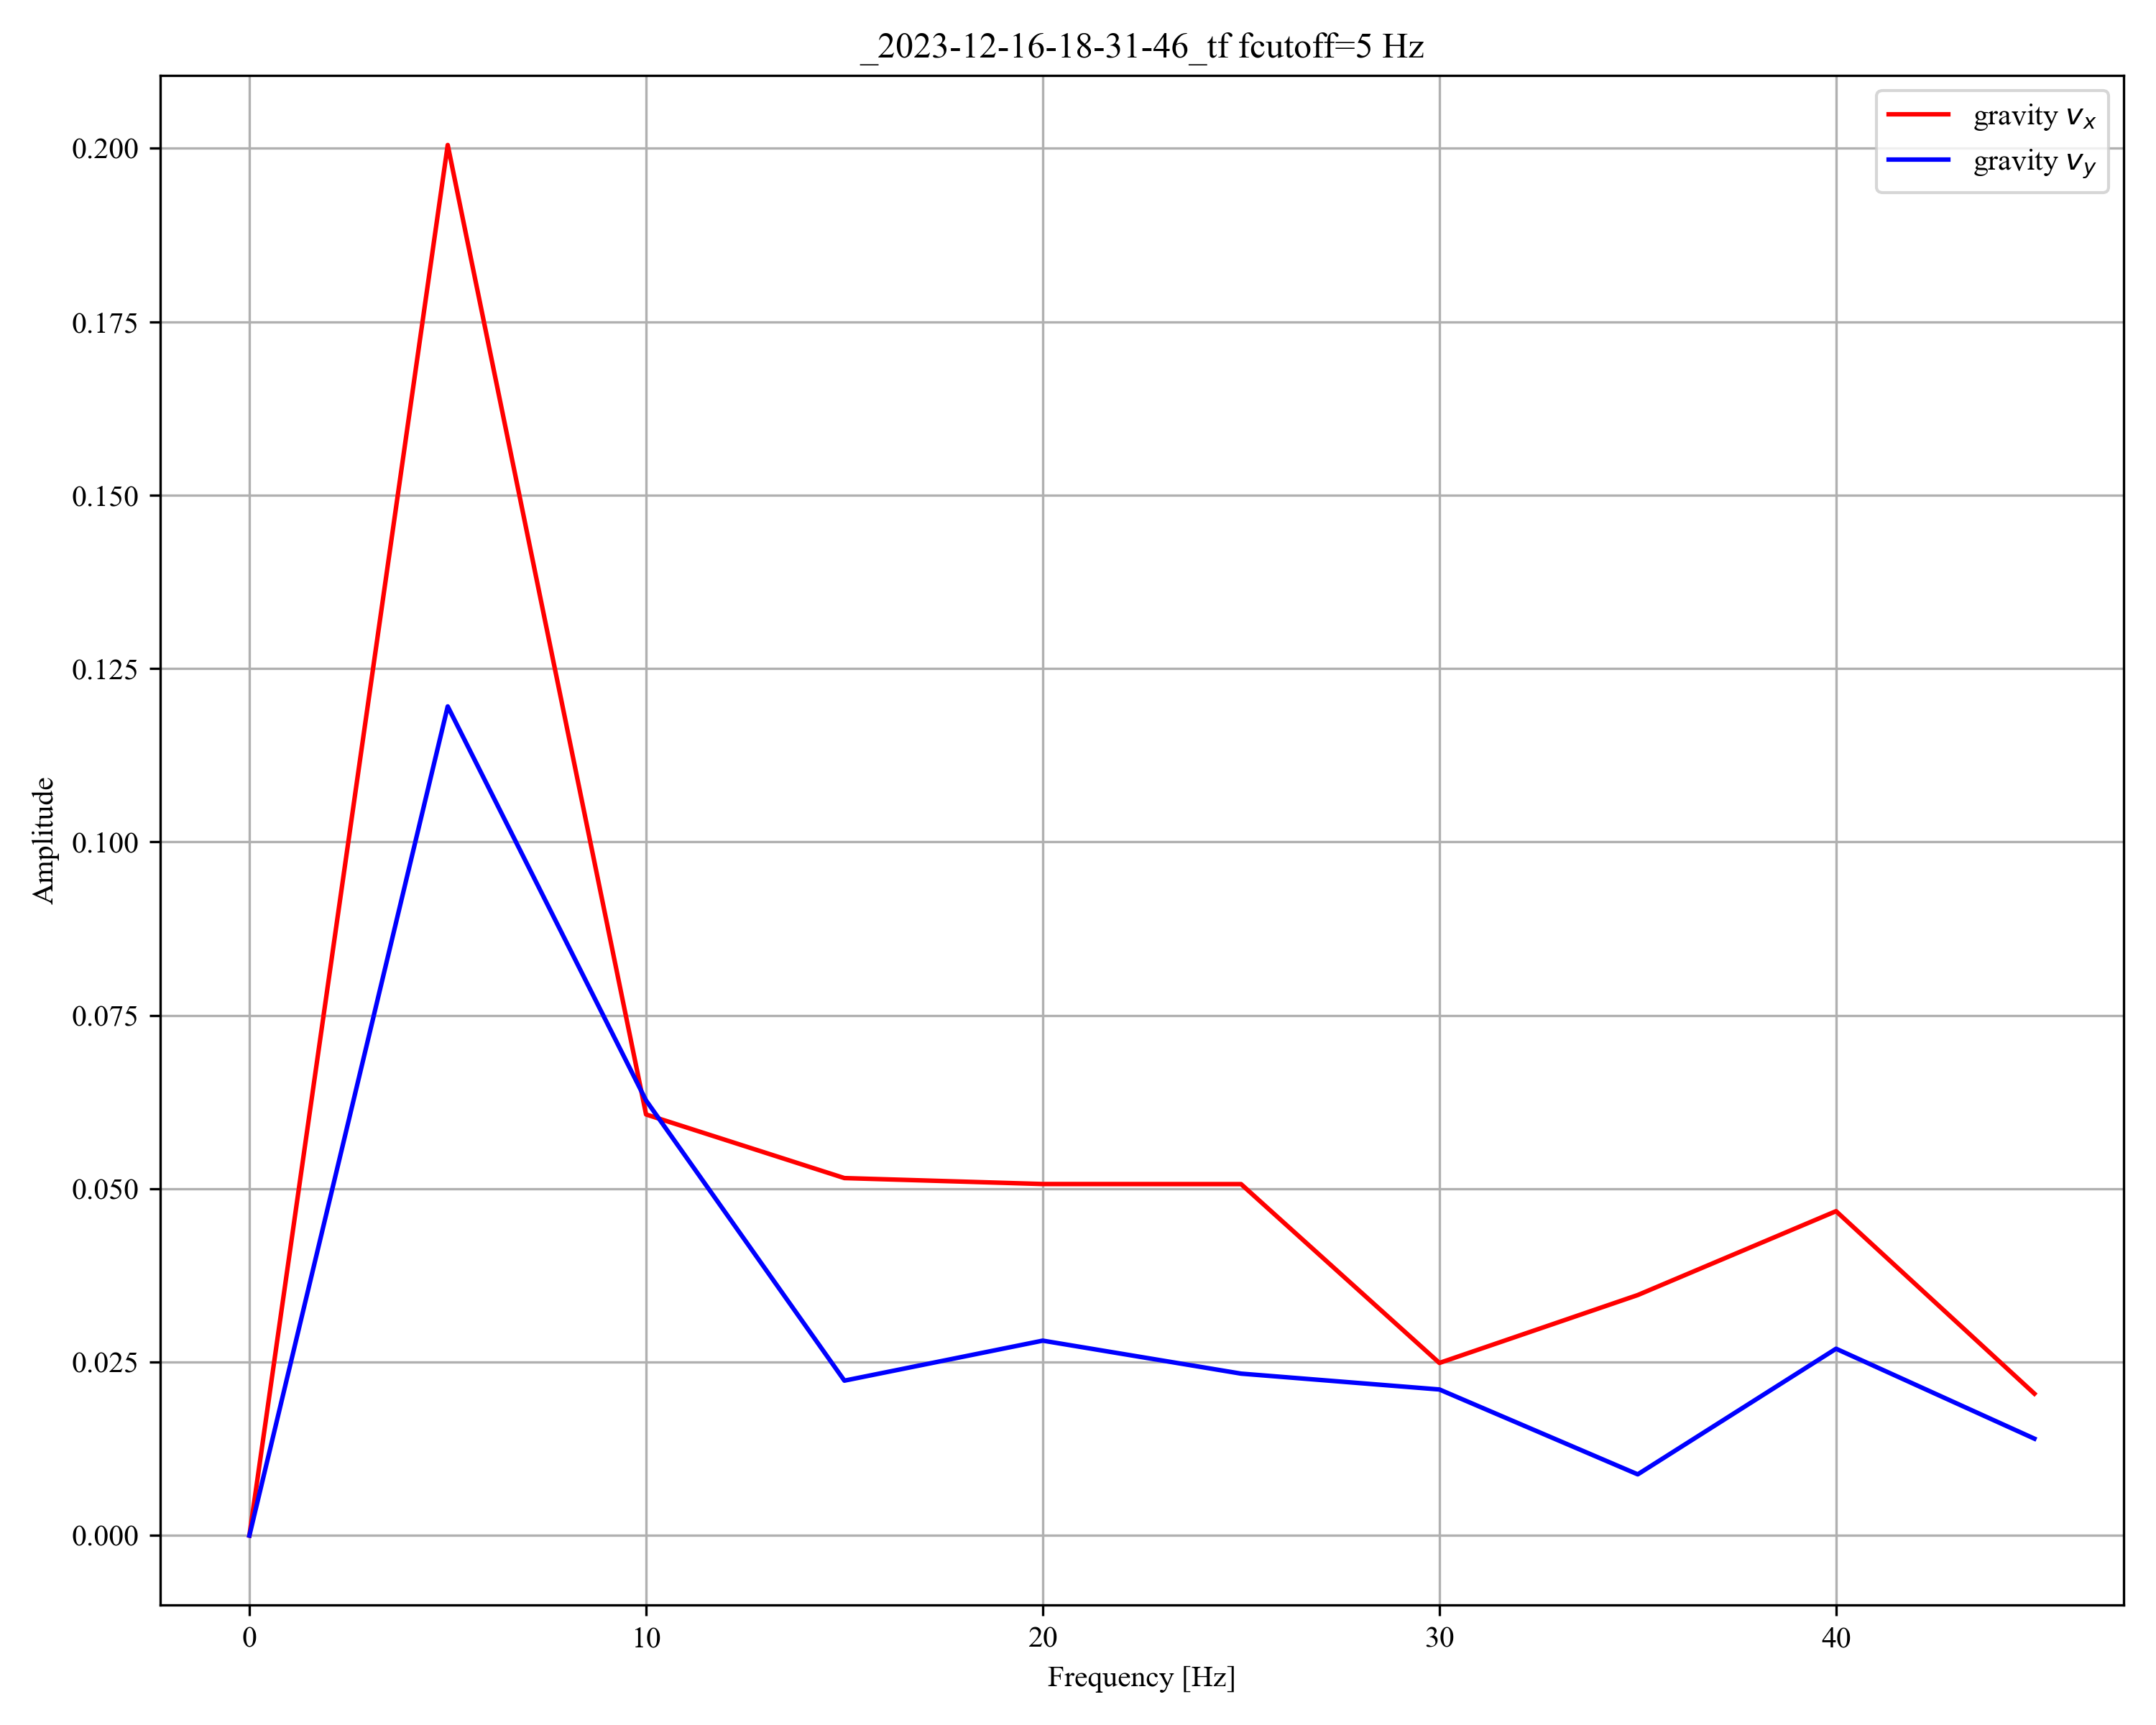 _2023-12-16-18-31-46_tf fcutoff=5 Hz
gravity vx
gravity vy
0.200
0.175
0.150
0.125
0.100
0.075
0.050
0.025
0.000
Amplitude
0 10 20 30 40
Frequency [Hz]